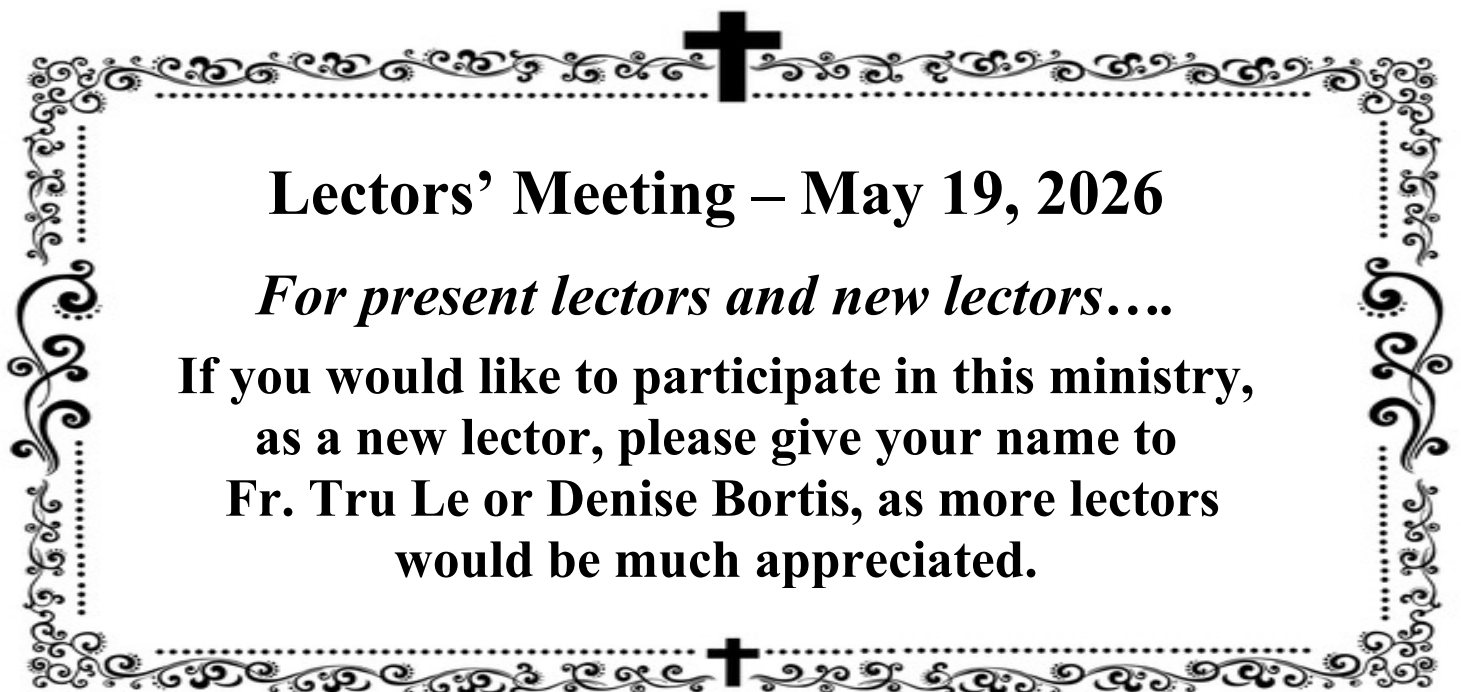 Lectors’ Meeting – May 19, 2026
For present lectors and new lectors….
If you would like to participate in this ministry,
as a new lector, please give your name to
Fr. Tru Le or Denise Bortis, as more lectors
would be much appreciated.